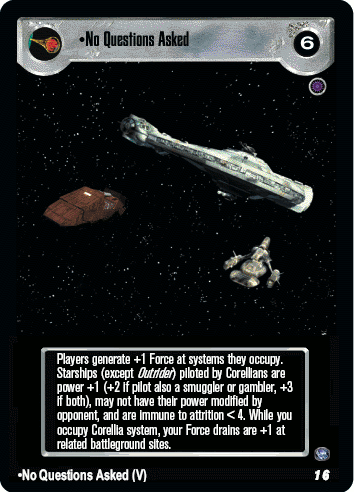 •No Questions Asked
6
Players generate +1 Force at systems they occupy.
Starships (except Outrider) piloted by Corellians are
power +1 (+2 if pilot also a smuggler or gambler, +3
if both), may not have their power modified by
opponent, and are immune to attrition < 4. While you
occupy Corellia system, your Force drains are +1 at
related battleground sites.
•No Questions Asked (V)
16